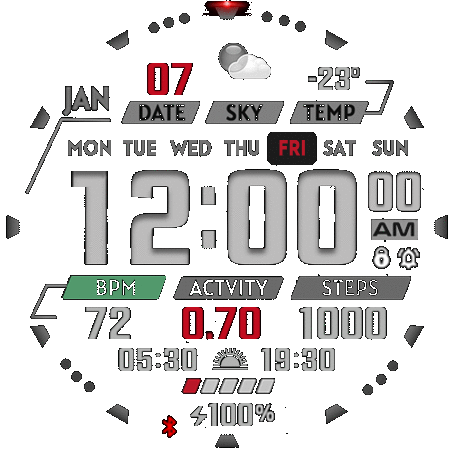 07
-23°
JAN
DATE SKY TEMP
MON TUE WED THU FRI SAT SUN
12:00 00
AM
BPM ACTVITY STEPS
72 0.70 1000
05:30 19:30
100%